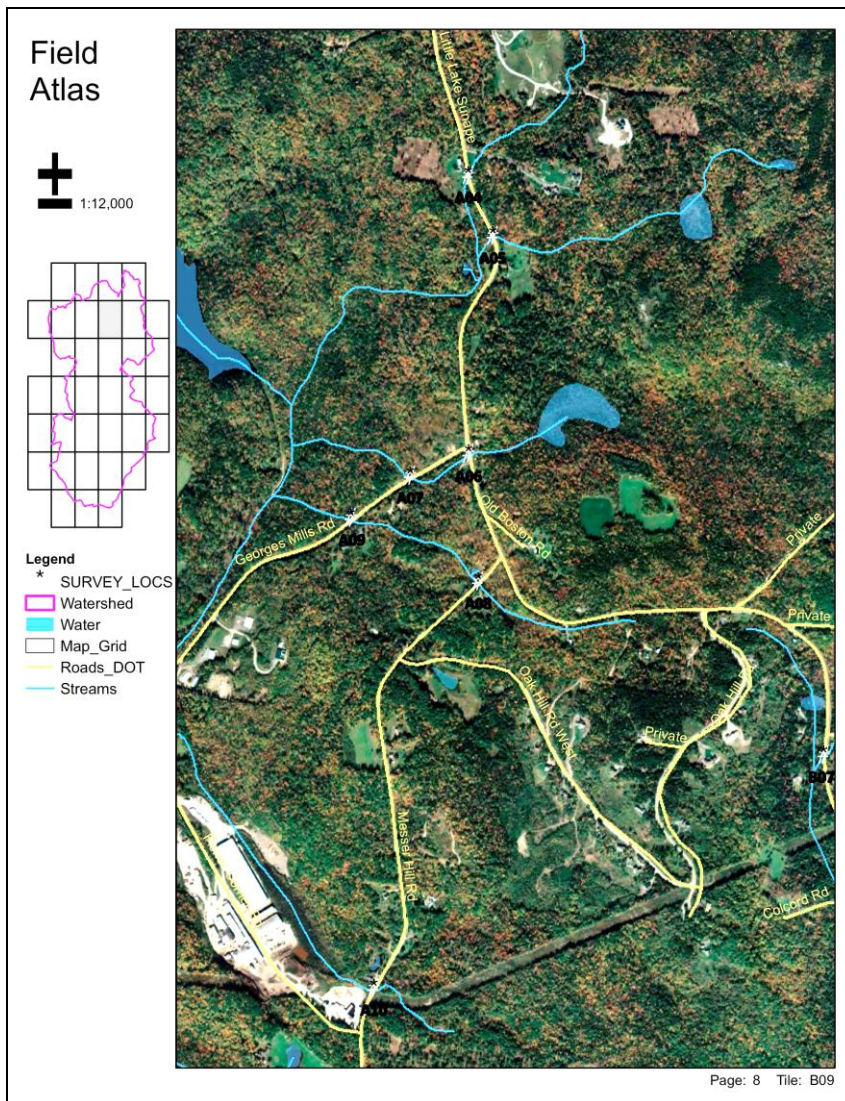 Field
Atlas
1:12,000
Legend
SURVEY_LOCS
Watershed
Water
Map_Grid
Roads_DOT
Streams
Little Lake Sunape
A04
A05
A06
A07
Old Boston Rd
A09
Georges Mills Rd
A08
Private
Private
Oak Hill
Oak Hill Rd West
Private
B07
Messer Hill Rd
Colcord Rd
A10
Page: 8 Tile: B09